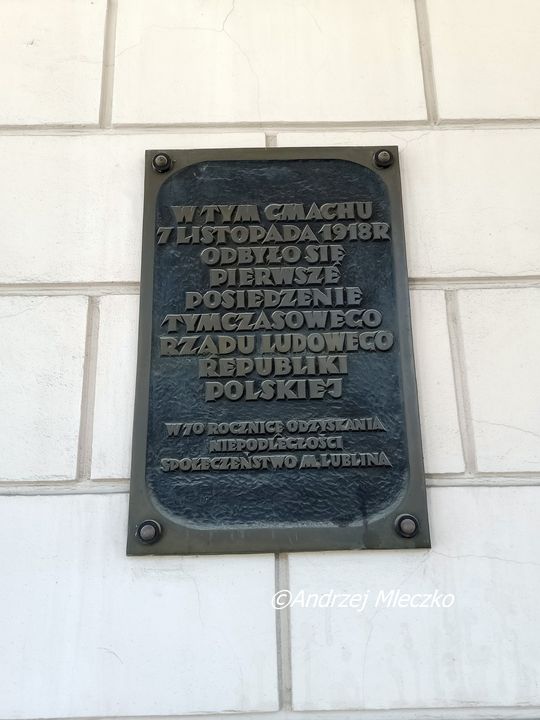 W TYM GMACHU
7 LISTOPADA 1918 R
ODBYŁO SIĘ
PIERWSZE
POSIEDZENIE
TYMCZASOWEGO
RZĄDU LUDOWEGO
REPUBLIKI
POLSKIEJ
W 70 ROCZNICĘ ODZYSKANIA
NIEPODLEGŁOŚCI
SPOŁECZEŃSTWO M. LUBLINA
©Andrzej Mleczko